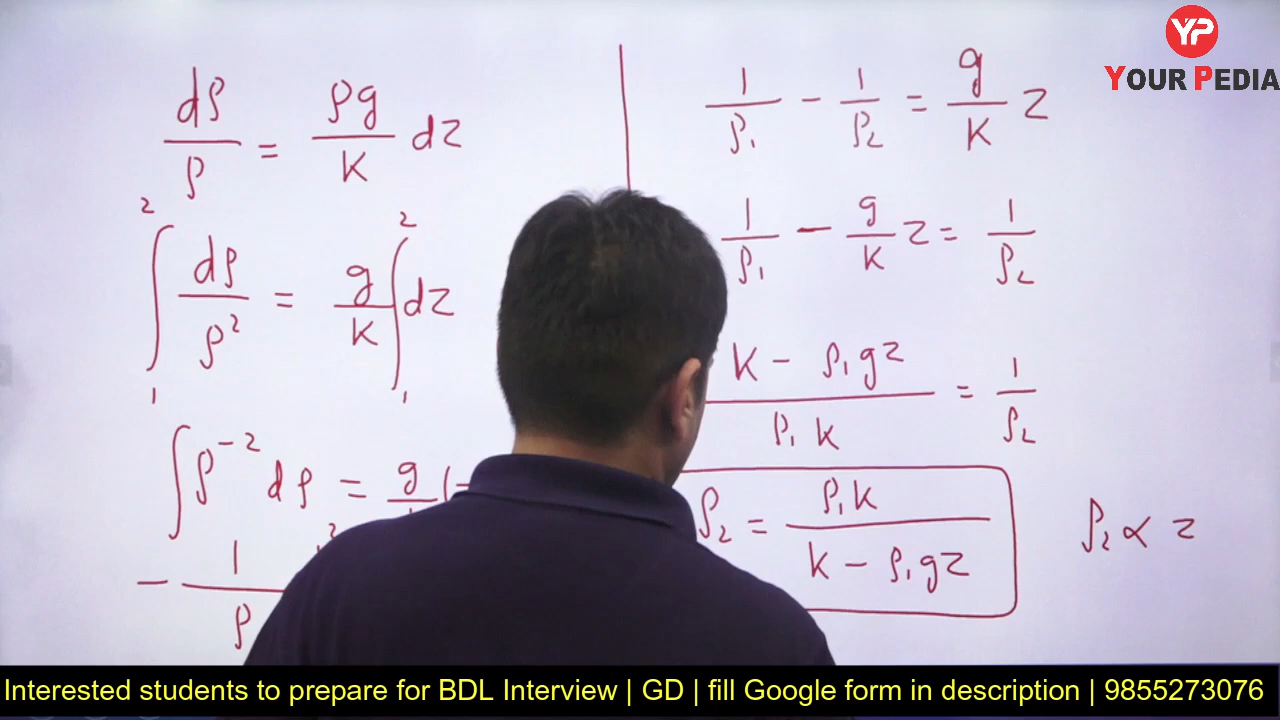 YP
YOUR PEDIA
dρ/ρ = ρg/K dz
∫₁² dρ/ρ² = g/K ∫₁² dz
∫ρ⁻² dρ = g/
- 1/ρ
1/ρ₁ - 1/ρ₂ = g/K z
1/ρ₁ - g/K z = 1/ρ₂
K - ρ₁gz / ρ₁K = 1/ρ₂
ρ₂ = ρ₁K / K - ρ₁gz
ρ₂ ∝ z
Interested students to prepare for BDL Interview | GD | fill Google form in description | 9855273076